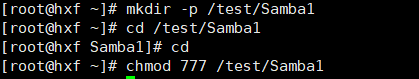 [root@hxf ~]# mkdir -p /test/Samba1
[root@hxf ~]# cd /test/Samba1
[root@hxf Samba1]# cd
[root@hxf ~]# chmod 777 /test/Samba1